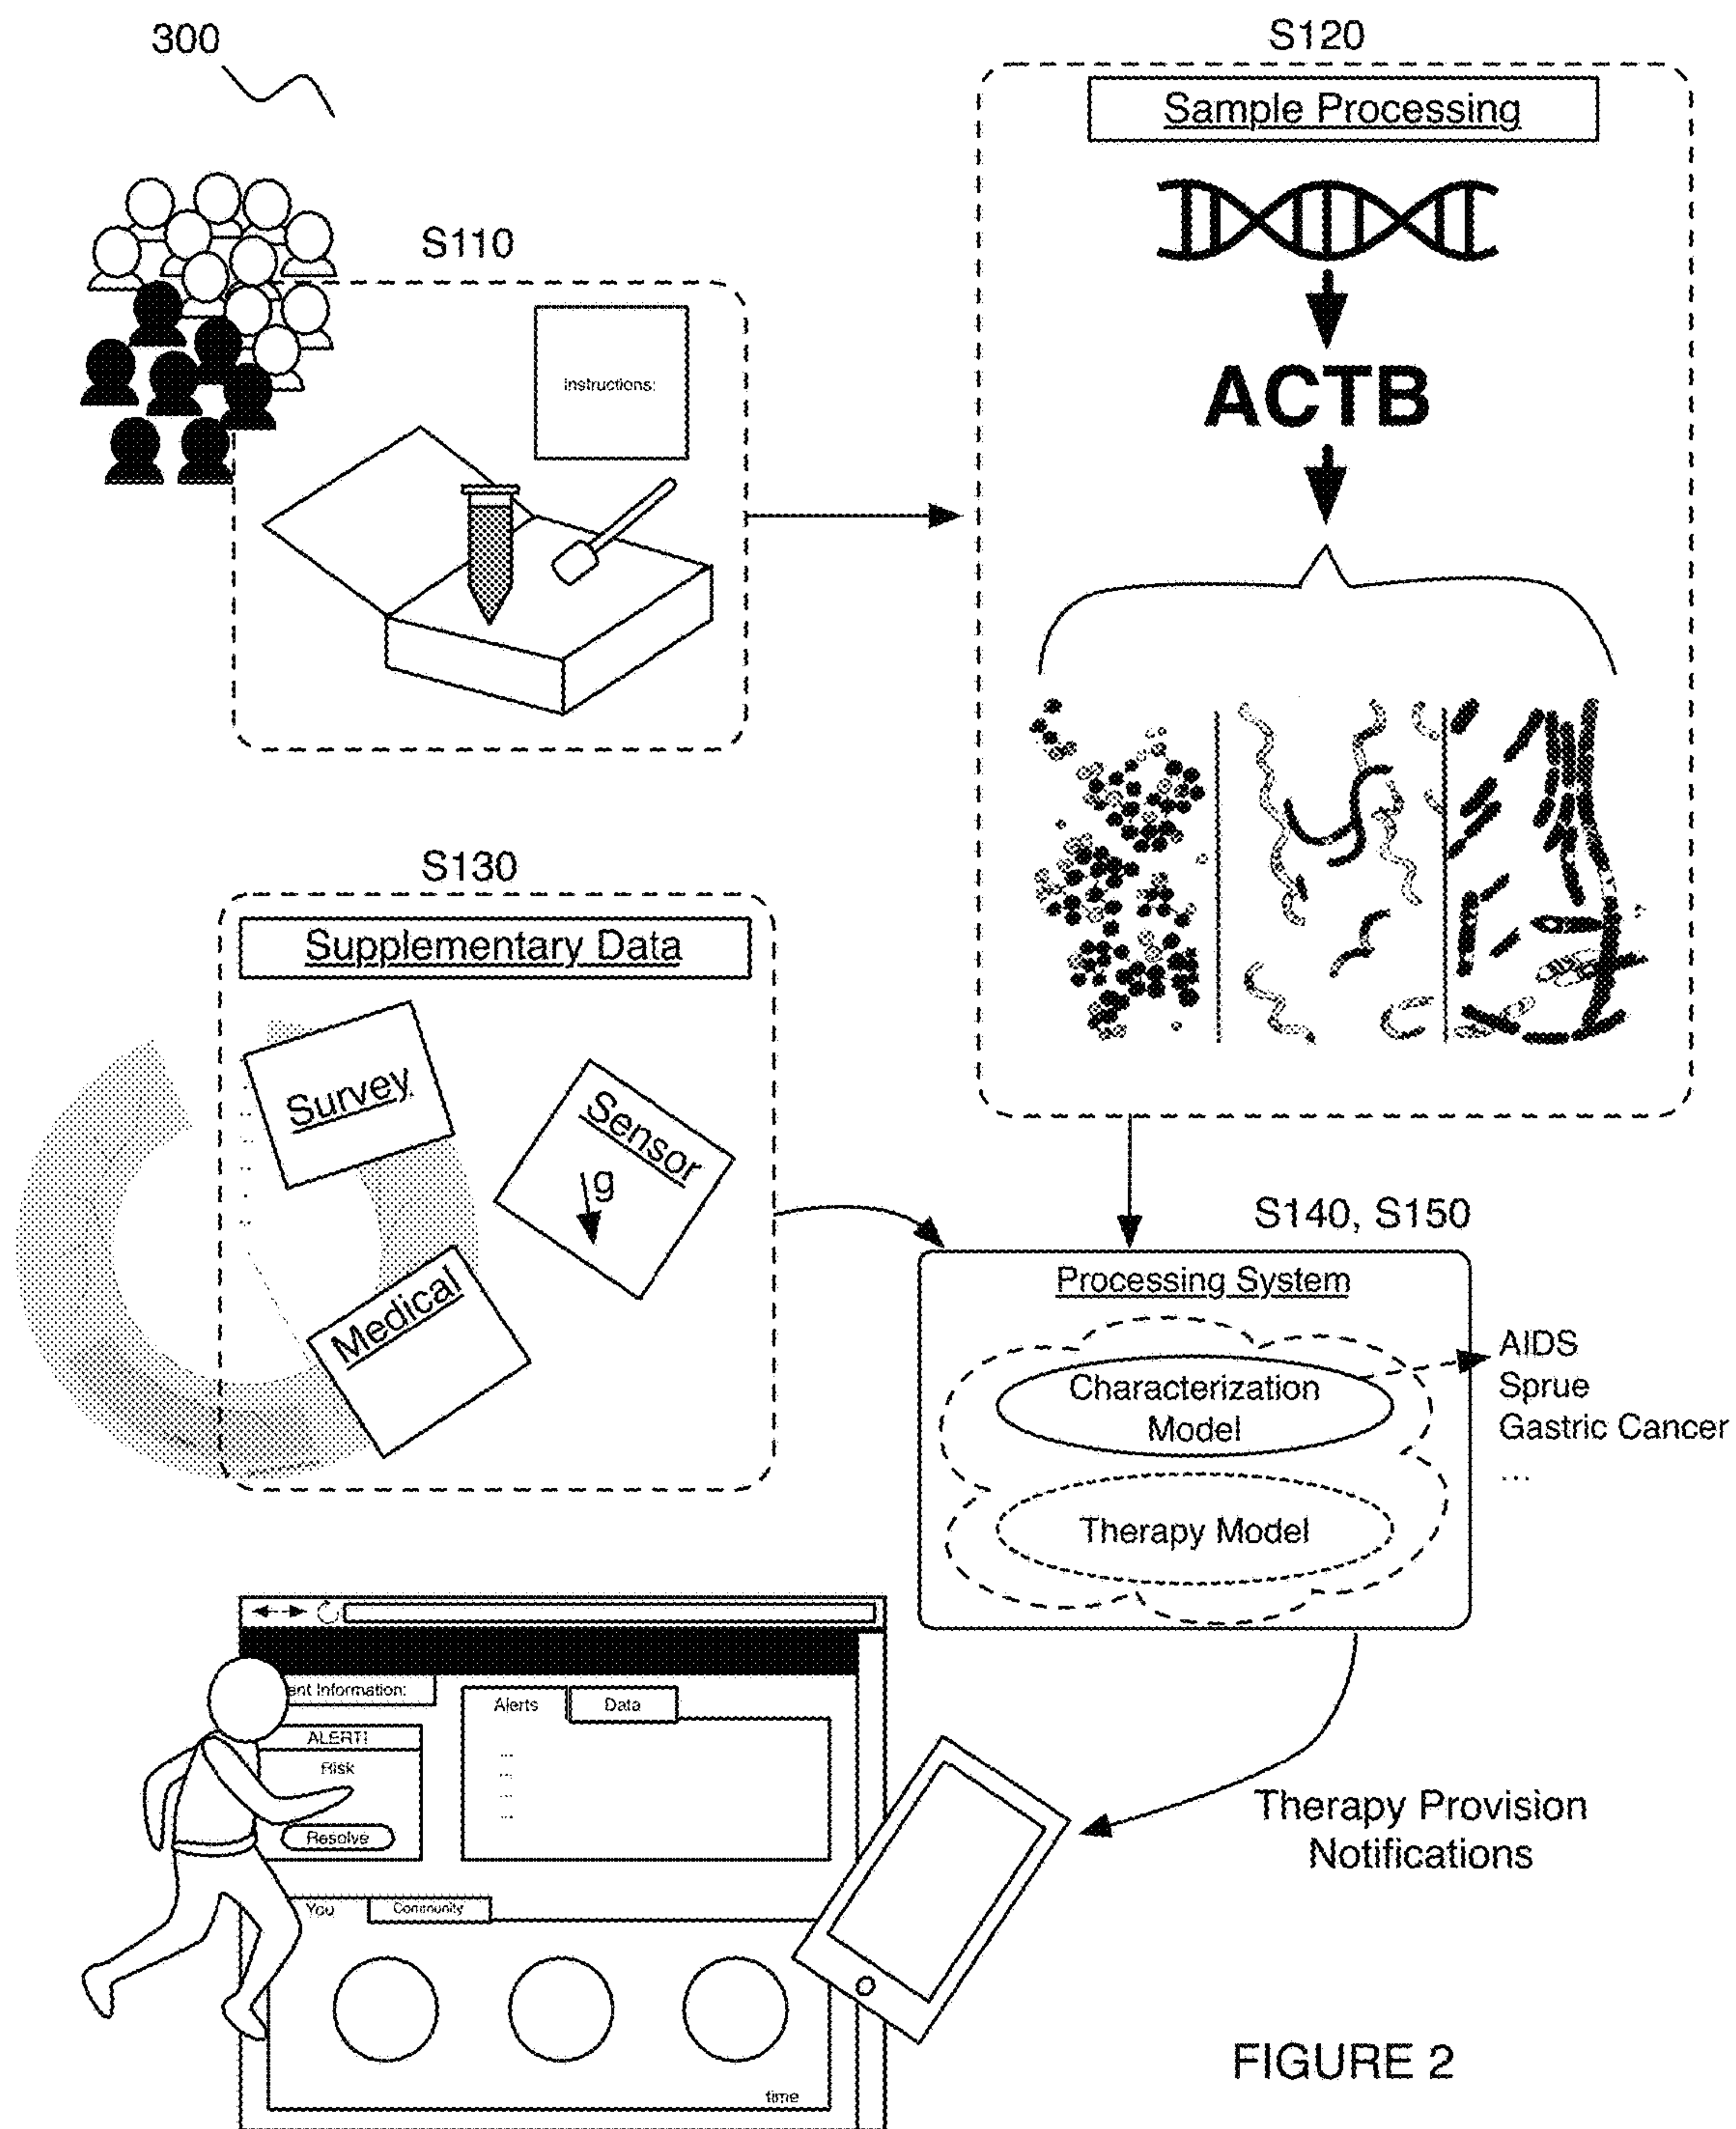 300
S110
instructions:
S120
Sample Processing
ACTB
S130
Supplementary Data
Survey
Sensor
g
Medical
S140, S150
Processing System
Characterization
Model
Therapy Model
AIDS
Sprue
Gastric Cancer
...
ent Information:
ALERT!
Risk
Resolve
Alerts
Data
...
...
...
...
You
Community
time
Therapy Provision
Notifications
FIGURE 2